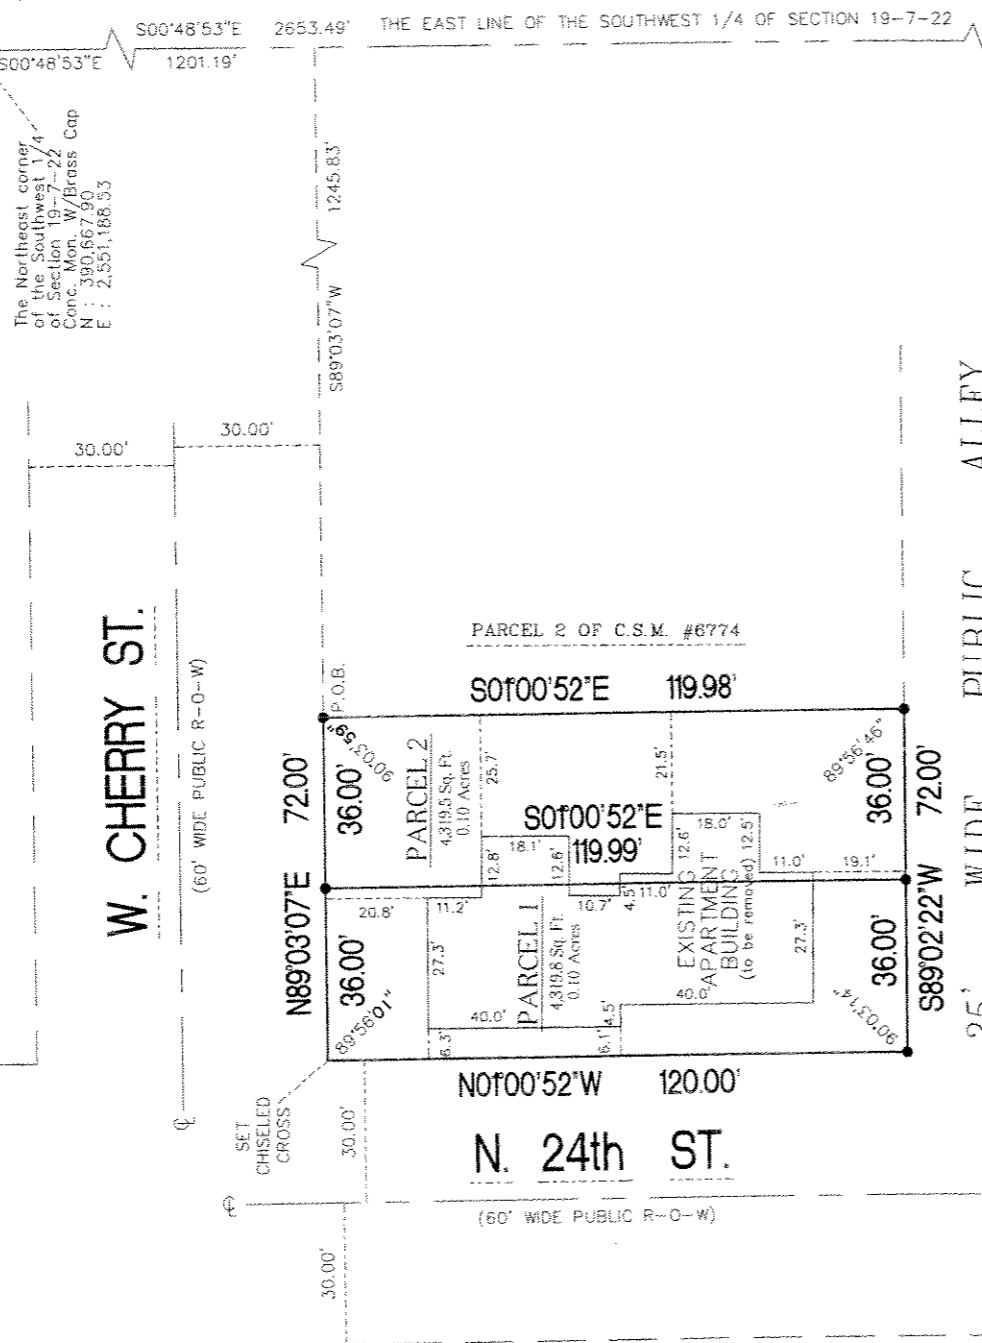 S00°48'53"E 2653.49' THE EAST LINE OF THE SOUTHWEST 1/4 OF SECTION 19-7-22
S00°48'53"E 1201.19'
The Northeast corner
of the Southwest 1/4
of Section 19-7-22
Conc. Mon. W/Brass Cap
N : 390,667.90
E : 2,551,188.53
1245.83'
S89°03'07"W
30.00'
30.00'
W. CHERRY ST.
(60' WIDE PUBLIC R-O-W)
25' WIDE PUBLIC ALLEY
PARCEL 2 OF C.S.M. #6774
P.O.B.
S01°00'52"E 119.98'
90°03'59"
89°56'46"
N89°03'07"E 72.00'
36.00'
36.00'
S89°02'22"W 72.00'
36.00'
36.00'
PARCEL 2
4,319.5 Sq. Ft.
0.10 Acres
25.7'
21.5'
S01°00'52"E
119.99'
18.1'
12.8'
12.6'
18.0'
12.6'
12.5'
11.0'
19.1'
20.8'
11.2'
10.7'
4.5'
11.0'
EXISTING
APARTMENT
BUILDING
(to be removed)
27.3'
27.3'
PARCEL 1
4,319.8 Sq. Ft.
0.10 Acres
40.0'
40.0'
4.5'
6.3'
6.1'
89°56'01"
90°03'14"
N01°00'52"W 120.00'
SET
CHISELED
CROSS
30.00'
N. 24th ST.
(60' WIDE PUBLIC R-O-W)
30.00'